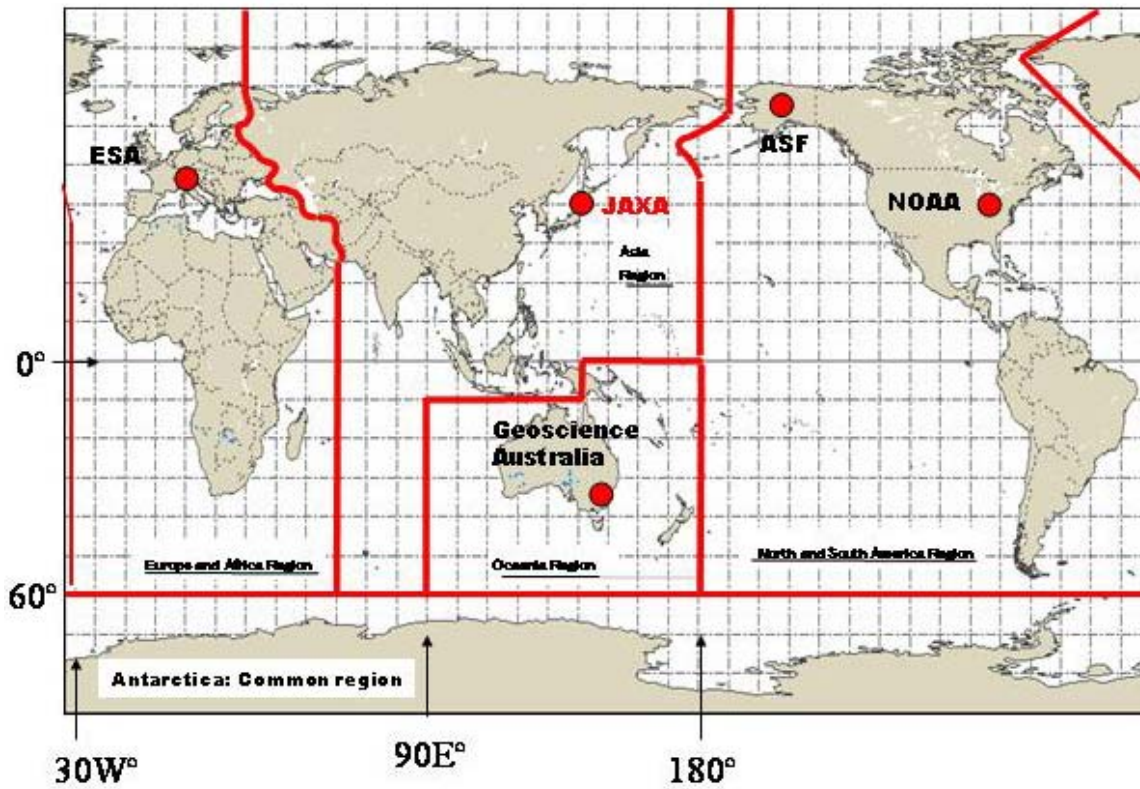 ESA
ASF
JAXA
NOAA
Asia
Region
0°
Geoscience
Australia
Europe and Africa Region
Oceania Region
North and South America Region
60°
Antarctica: Common region
30W°
90E°
180°